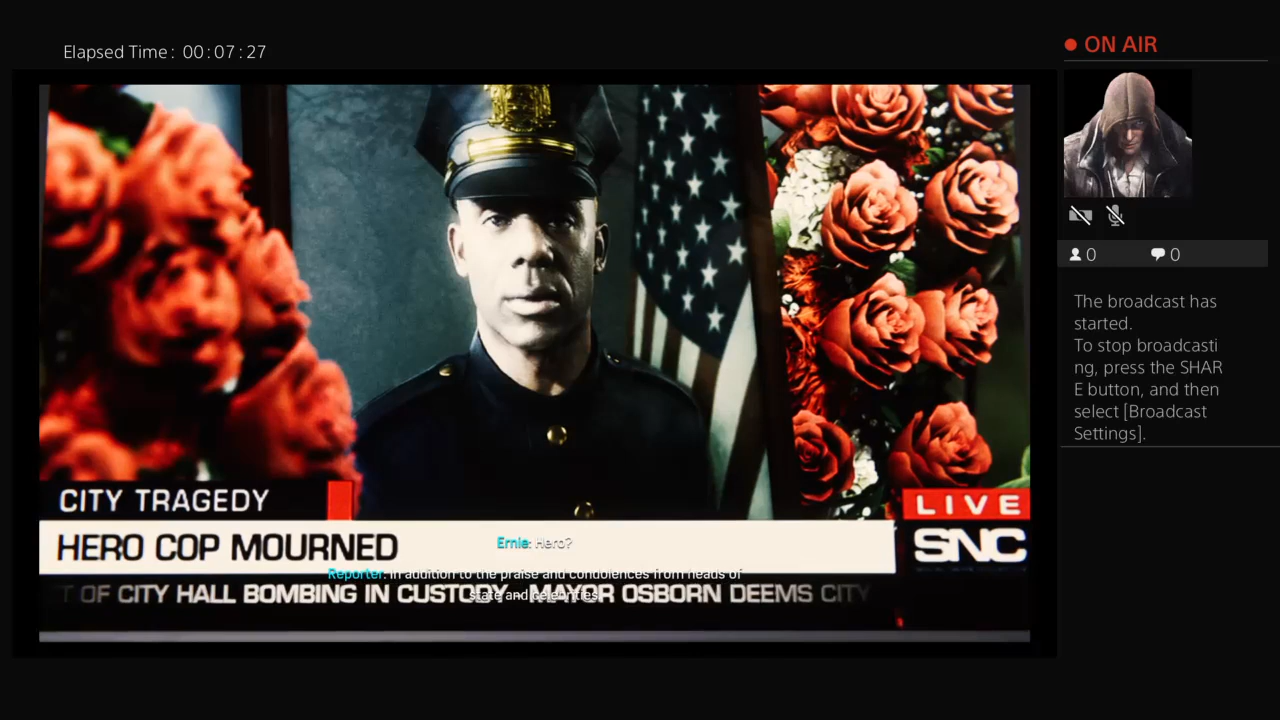 Elapsed Time: 00:07:27
ON AIR
0 0
The broadcast has
started.
To stop broadcasti
ng, press the SHAR
E button, and then
select [Broadcast
Settings].
CITY TRAGEDY
LIVE
HERO COP MOURNED
SNC
Ernie: Hero?
Reporter: In addition to the praise and condolences from heads of
state and celebrities.
T OF CITY HALL BOMBING IN CUSTODY MAYOR OSBORN DEEMS CITY